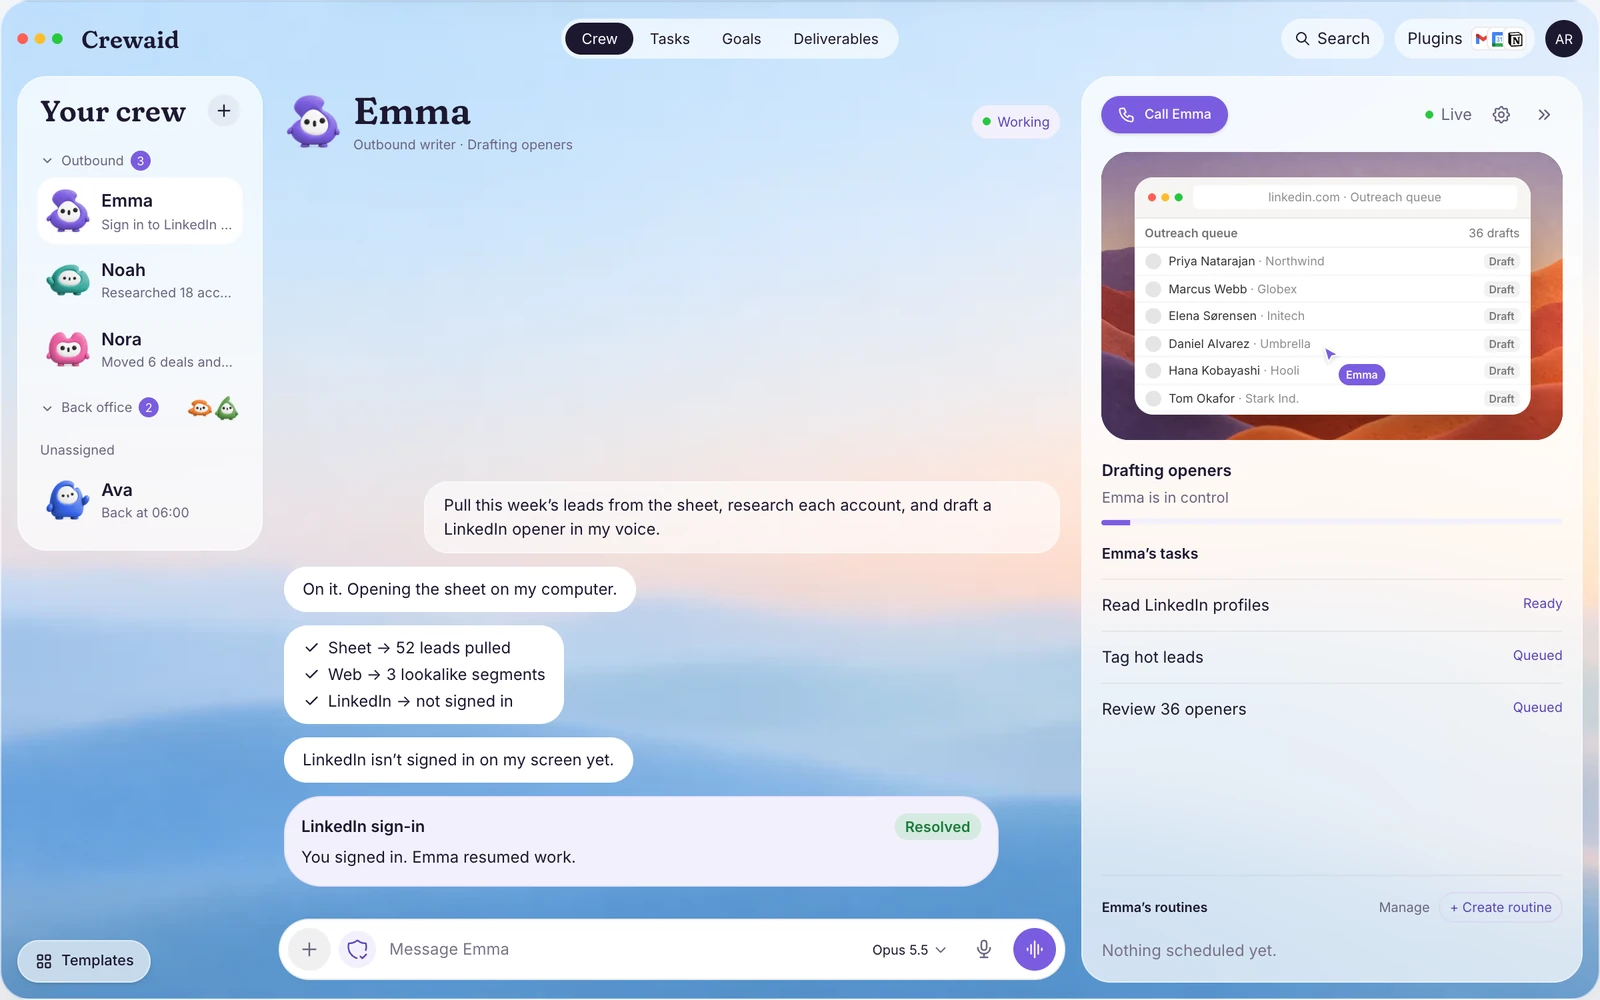 Crewaid
Crew
Tasks
Goals
Deliverables
Search
Plugins
31
AR
Your crew
Outbound 3
Emma
Sign in to LinkedIn ...
Noah
Researched 18 acc...
Nora
Moved 6 deals and...
Back office 2
Unassigned
Ava
Back at 06:00
Templates
Emma
Outbound writer · Drafting openers
Working
Pull this week’s leads from the sheet, research each account, and draft a
LinkedIn opener in my voice.
On it. Opening the sheet on my computer.
Sheet → 52 leads pulled
Web → 3 lookalike segments
LinkedIn → not signed in
LinkedIn isn’t signed in on my screen yet.
LinkedIn sign-in
Resolved
You signed in. Emma resumed work.
Message Emma
Opus 5.5
Call Emma
Live
linkedin.com · Outreach queue
Outreach queue
36 drafts
Priya Natarajan · Northwind
Draft
Marcus Webb · Globex
Draft
Elena Sørensen · Initech
Draft
Daniel Alvarez · Umbrella
Draft
Hana Kobayashi · Hooli
Draft
Emma
Tom Okafor · Stark Ind.
Draft
Drafting openers
Emma is in control
Emma’s tasks
Read LinkedIn profiles
Ready
Tag hot leads
Queued
Review 36 openers
Queued
Emma’s routines
Manage
+ Create routine
Nothing scheduled yet.